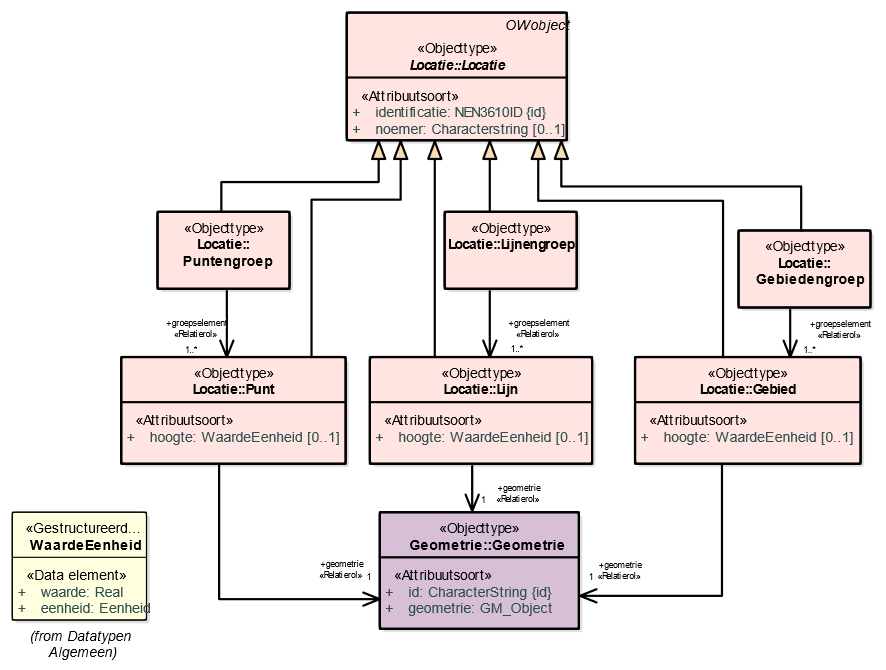 OWobject
«Objecttype»
Locatie::Locatie
«Attribuutsoort»
+ identificatie: NEN3610ID {id}
+ noemer: Characterstring [0..1]
«Objecttype»
Locatie::
Puntengroep
«Objecttype»
Locatie::Lijnengroep
«Objecttype»
Locatie::
Gebiedengroep
+groepselement
«Relatierol»
1..*
+groepselement
«Relatierol»
1..*
+groepselement
«Relatierol»
1..*
«Objecttype»
Locatie::Punt
«Attribuutsoort»
+ hoogte: WaardeEenheid [0..1]
«Objecttype»
Locatie::Lijn
«Attribuutsoort»
+ hoogte: WaardeEenheid [0..1]
«Objecttype»
Locatie::Gebied
«Attribuutsoort»
+ hoogte: WaardeEenheid [0..1]
+geometrie
«Relatierol»
1
«Gestructureerd...
WaardeEenheid
«Data element»
+ waarde: Real
+ eenheid: Eenheid
(from Datatypen
Algemeen)
+geometrie
«Relatierol» 1
«Objecttype»
Geometrie::Geometrie
«Attribuutsoort»
+ id: CharacterString {id}
+ geometrie: GM_Object
+geometrie
1 «Relatierol»